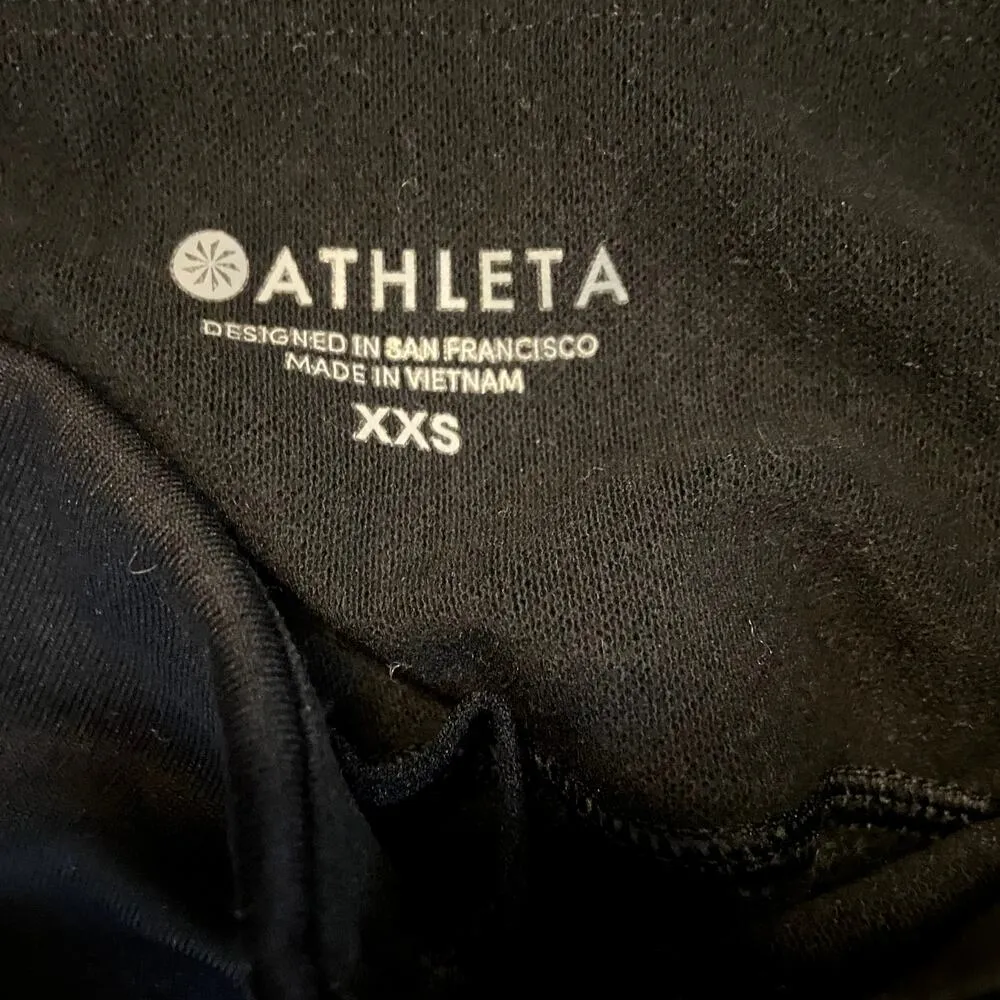 ATHLETA
DESIGNED IN SAN FRANCISCO
MADE IN VIETNAM
XXS